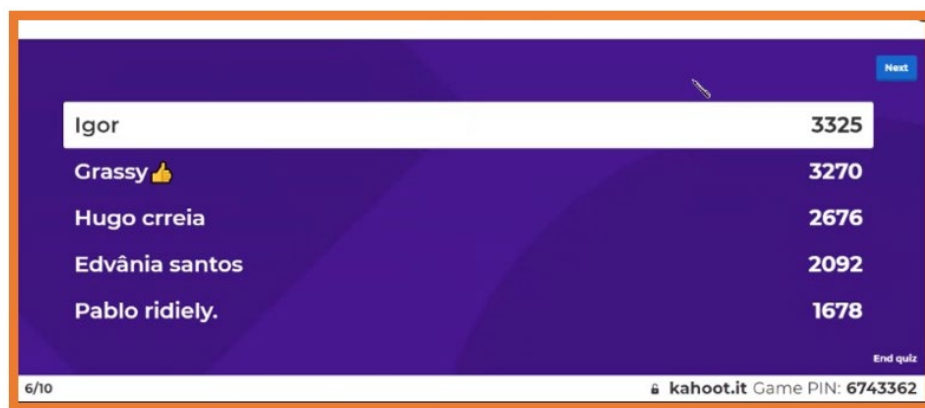 Next
Igor 3325
Grassy👍 3270
Hugo crreia 2676
Edvânia santos 2092
Pablo ridiely. 1678
End quiz
6/10 kahoot.it Game PIN: 6743362